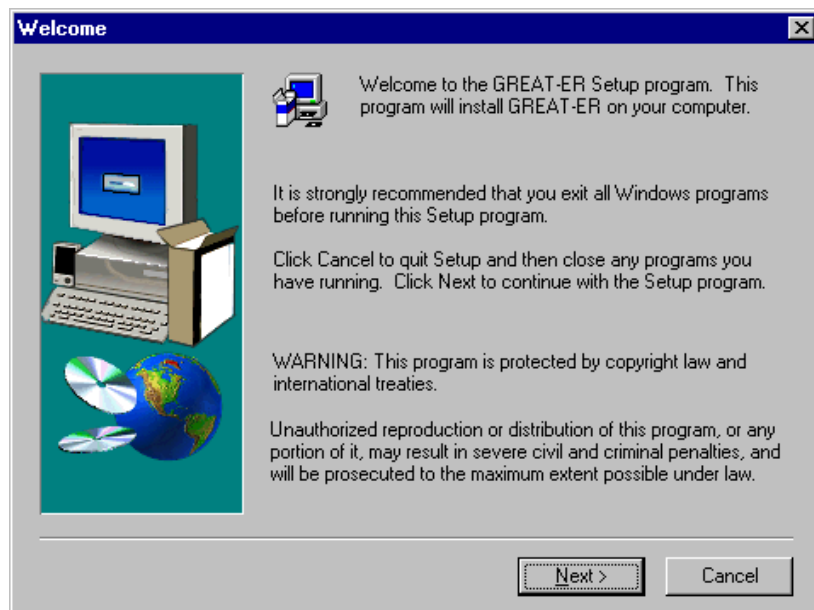 Welcome
Welcome to the GREAT-ER Setup program. This
program will install GREAT-ER on your computer.
It is strongly recommended that you exit all Windows programs
before running this Setup program.
Click Cancel to quit Setup and then close any programs you
have running. Click Next to continue with the Setup program.
WARNING: This program is protected by copyright law and
international treaties.
Unauthorized reproduction or distribution of this program, or any
portion of it, may result in severe civil and criminal penalties, and
will be prosecuted to the maximum extent possible under law.
Next >
Cancel